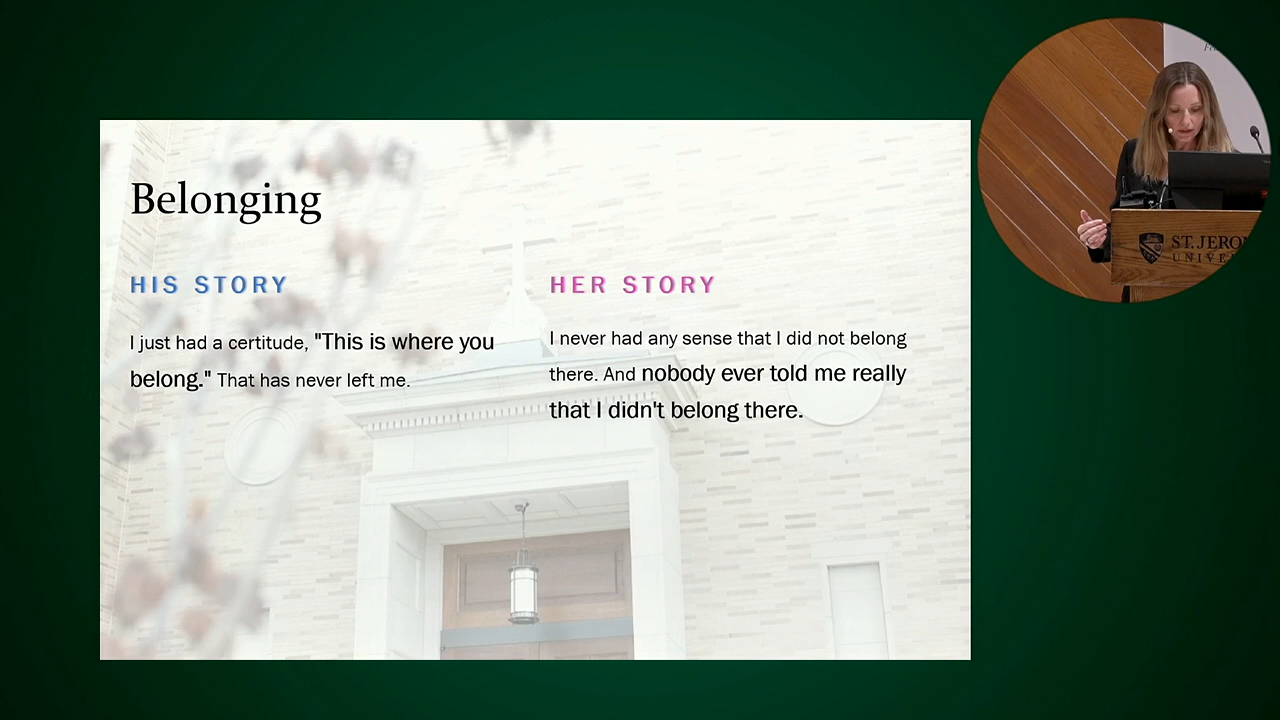 Belonging
HIS STORY
I just had a certitude, "This is where you
belong." That has never left me.
HER STORY
I never had any sense that I did not belong
there. And nobody ever told me really
that I didn't belong there.
ST. JERO
UNIVE